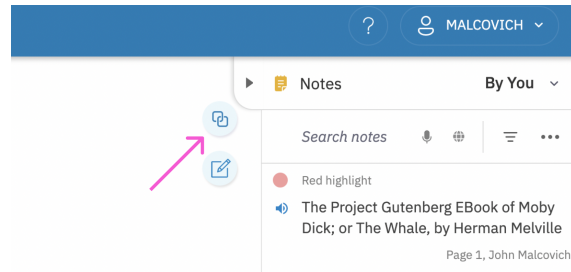 ? MALCOVICH
Notes By You
Search notes
Red highlight
The Project Gutenberg EBook of Moby
Dick; or The Whale, by Herman Melville
Page 1, John Malcovich